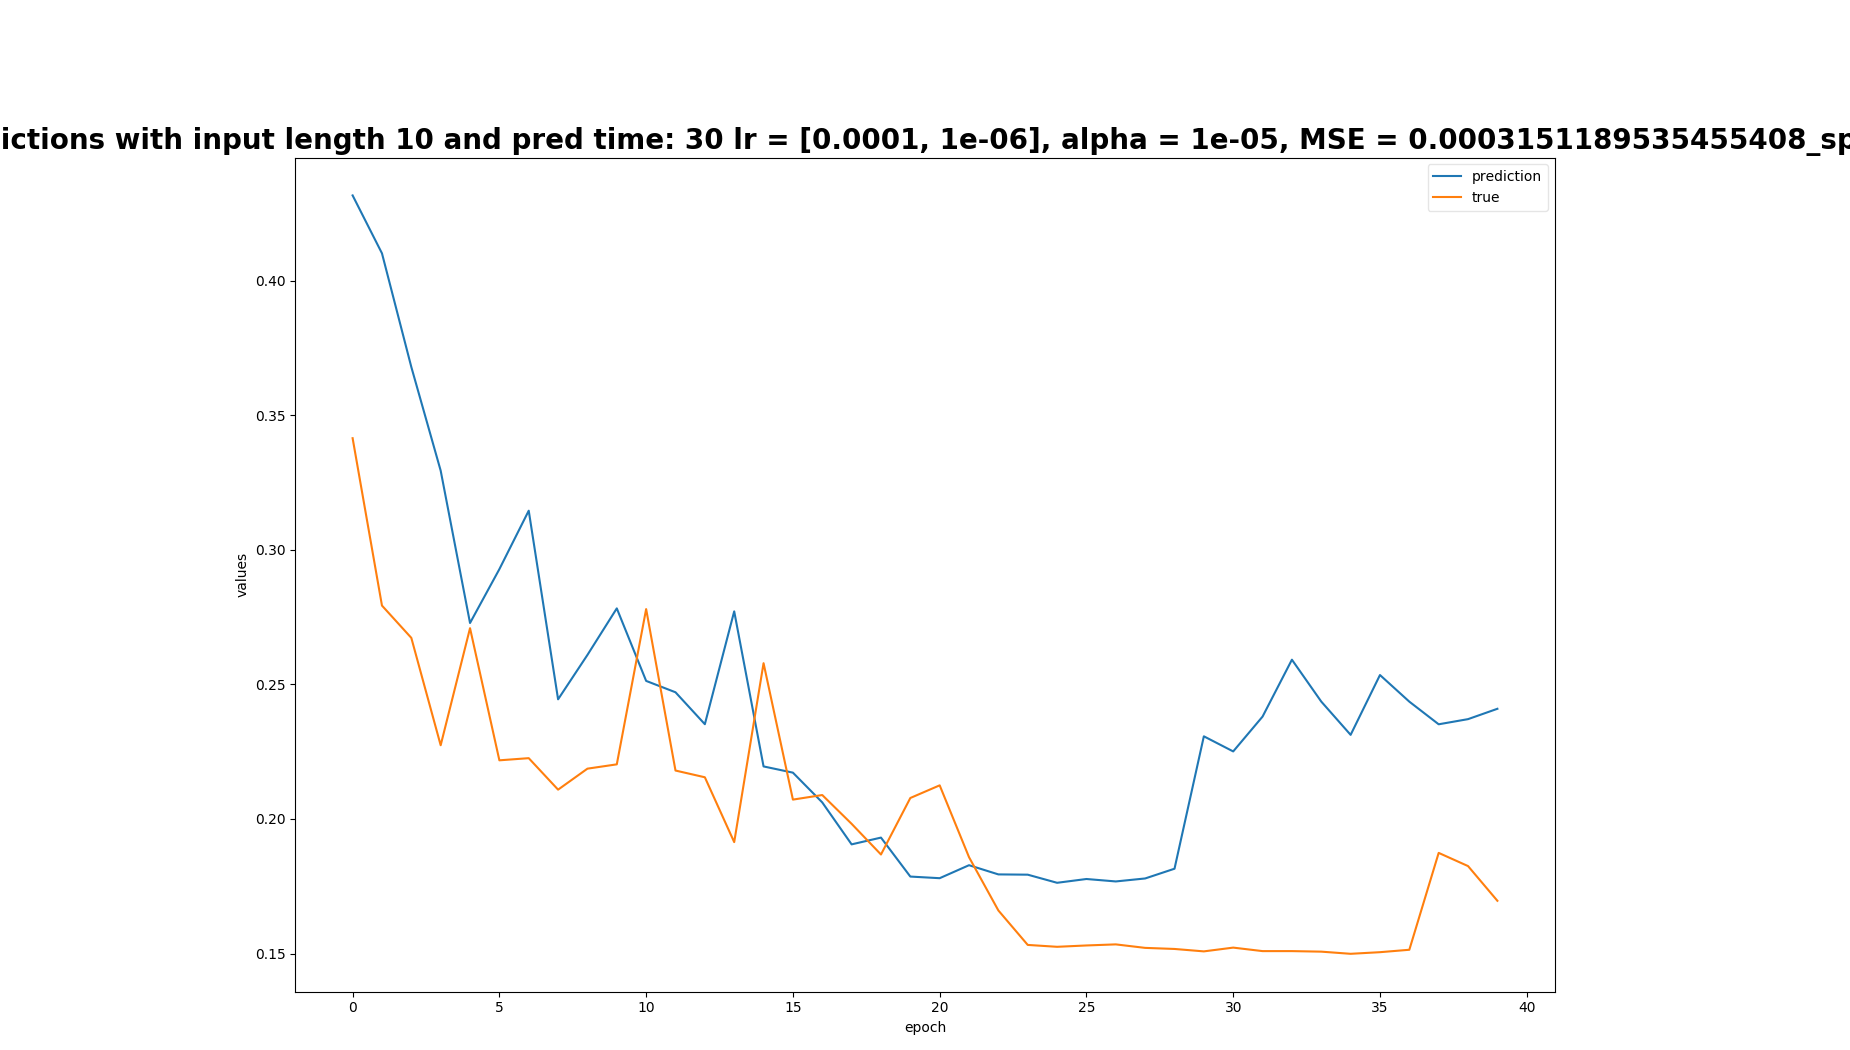 ictions with input length 10 and pred time: 30 lr = [0.0001, 1e-06], alpha = 1e-05, MSE = 0.0003151189535455408_sp
prediction
true
values
0.40
0.35
0.30
0.25
0.20
0.15
0 5 10 15 20 25 30 35 40
epoch